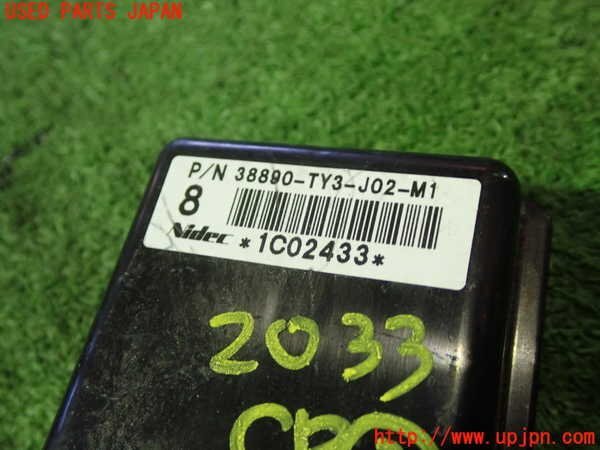 USED PARTS JAPAN
P/N 38890-TY3-J02-M1
8
Nidec *1C02433*
2033
http://www.upjpn.com